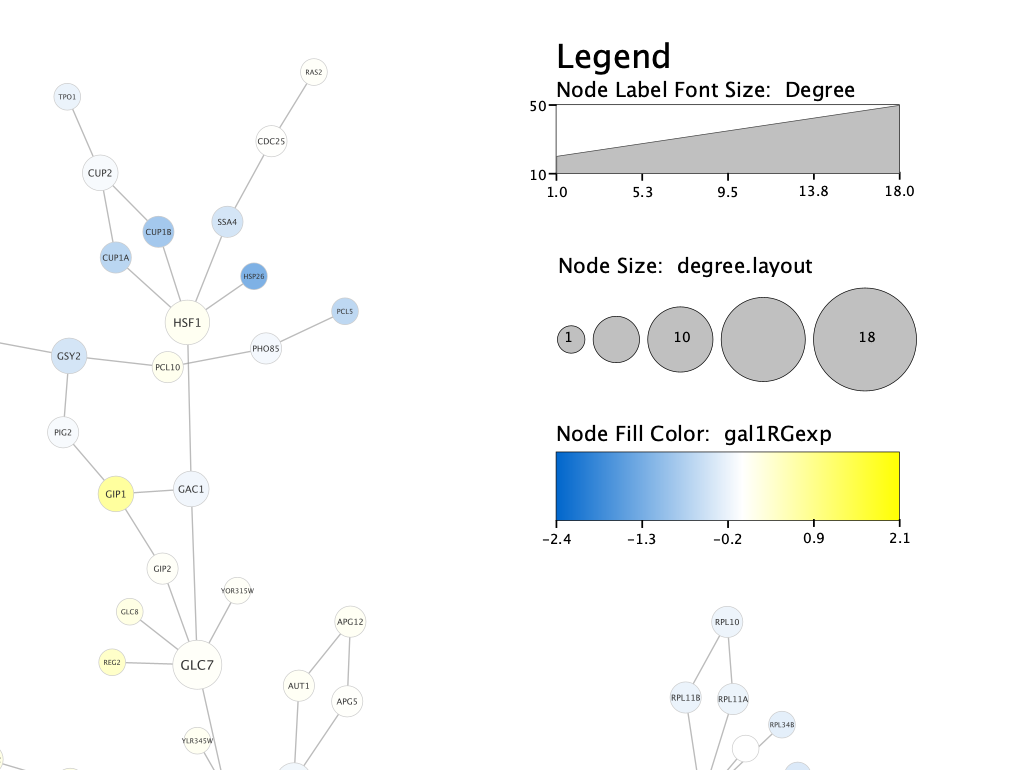 Legend
Node Label Font Size:  Degree
50
10
1.0 5.3 9.5 13.8 18.0
Node Size:  degree.layout
1 10 18
Node Fill Color:  gal1RGexp
−2.4 −1.3 −0.2 0.9 2.1
RAS2
TPO1
CDC25
CUP2
SSA4
CUP1B
CUP1A
HSP26
PCL5
HSF1
PHO85
GSY2
PCL10
PIG2
GIP1
GAC1
GIP2
YOR315W
GLC8
REG2
GLC7
APG12
AUT1
APG5
YLR345W
RPL10
RPL11B
RPL11A
RPL34B